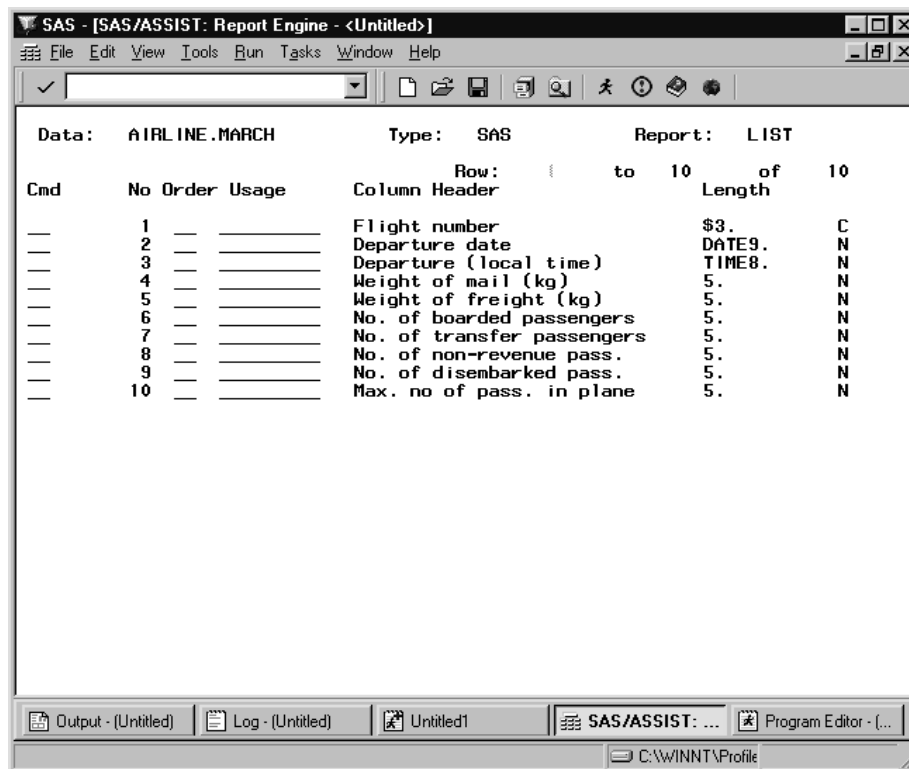 SAS - [SAS/ASSIST: Report Engine - <Untitled>]
File Edit View Tools Run Tasks Window Help
Data: AIRLINE.MARCH Type: SAS Report: LIST
Row: to 10 of 10
Cmd No Order Usage Column Header Length
1 Flight number $3. C
2 Departure date DATE9. N
3 Departure (local time) TIME8. N
4 Weight of mail (kg) 5. N
5 Weight of freight (kg) 5. N
6 No. of boarded passengers 5. N
7 No. of transfer passengers 5. N
8 No. of non-revenue pass. 5. N
9 No. of disembarked pass. 5. N
10 Max. no of pass. in plane 5. N
Output - (Untitled) Log - (Untitled) Untitled1 SAS/ASSIST: ... Program Editor - (...
C:\WINNT\Profile